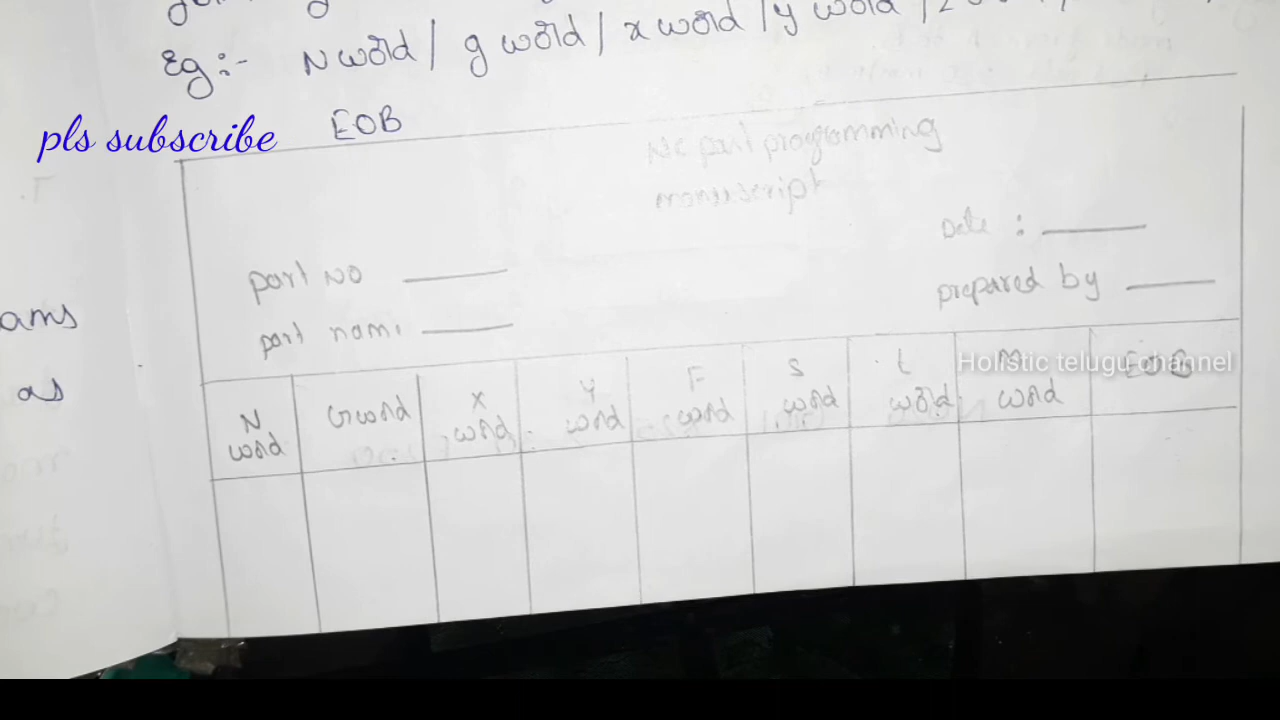 Eg:- N word / g word / x word / y word /
EOB
pls subscribe
Nc part programming
manuscript
Date :
part No
prepared by
part nam:
ams
as
Holistic telugu channel
N word
G word
X word
Y word
F word
S word
t word
M word
EOB